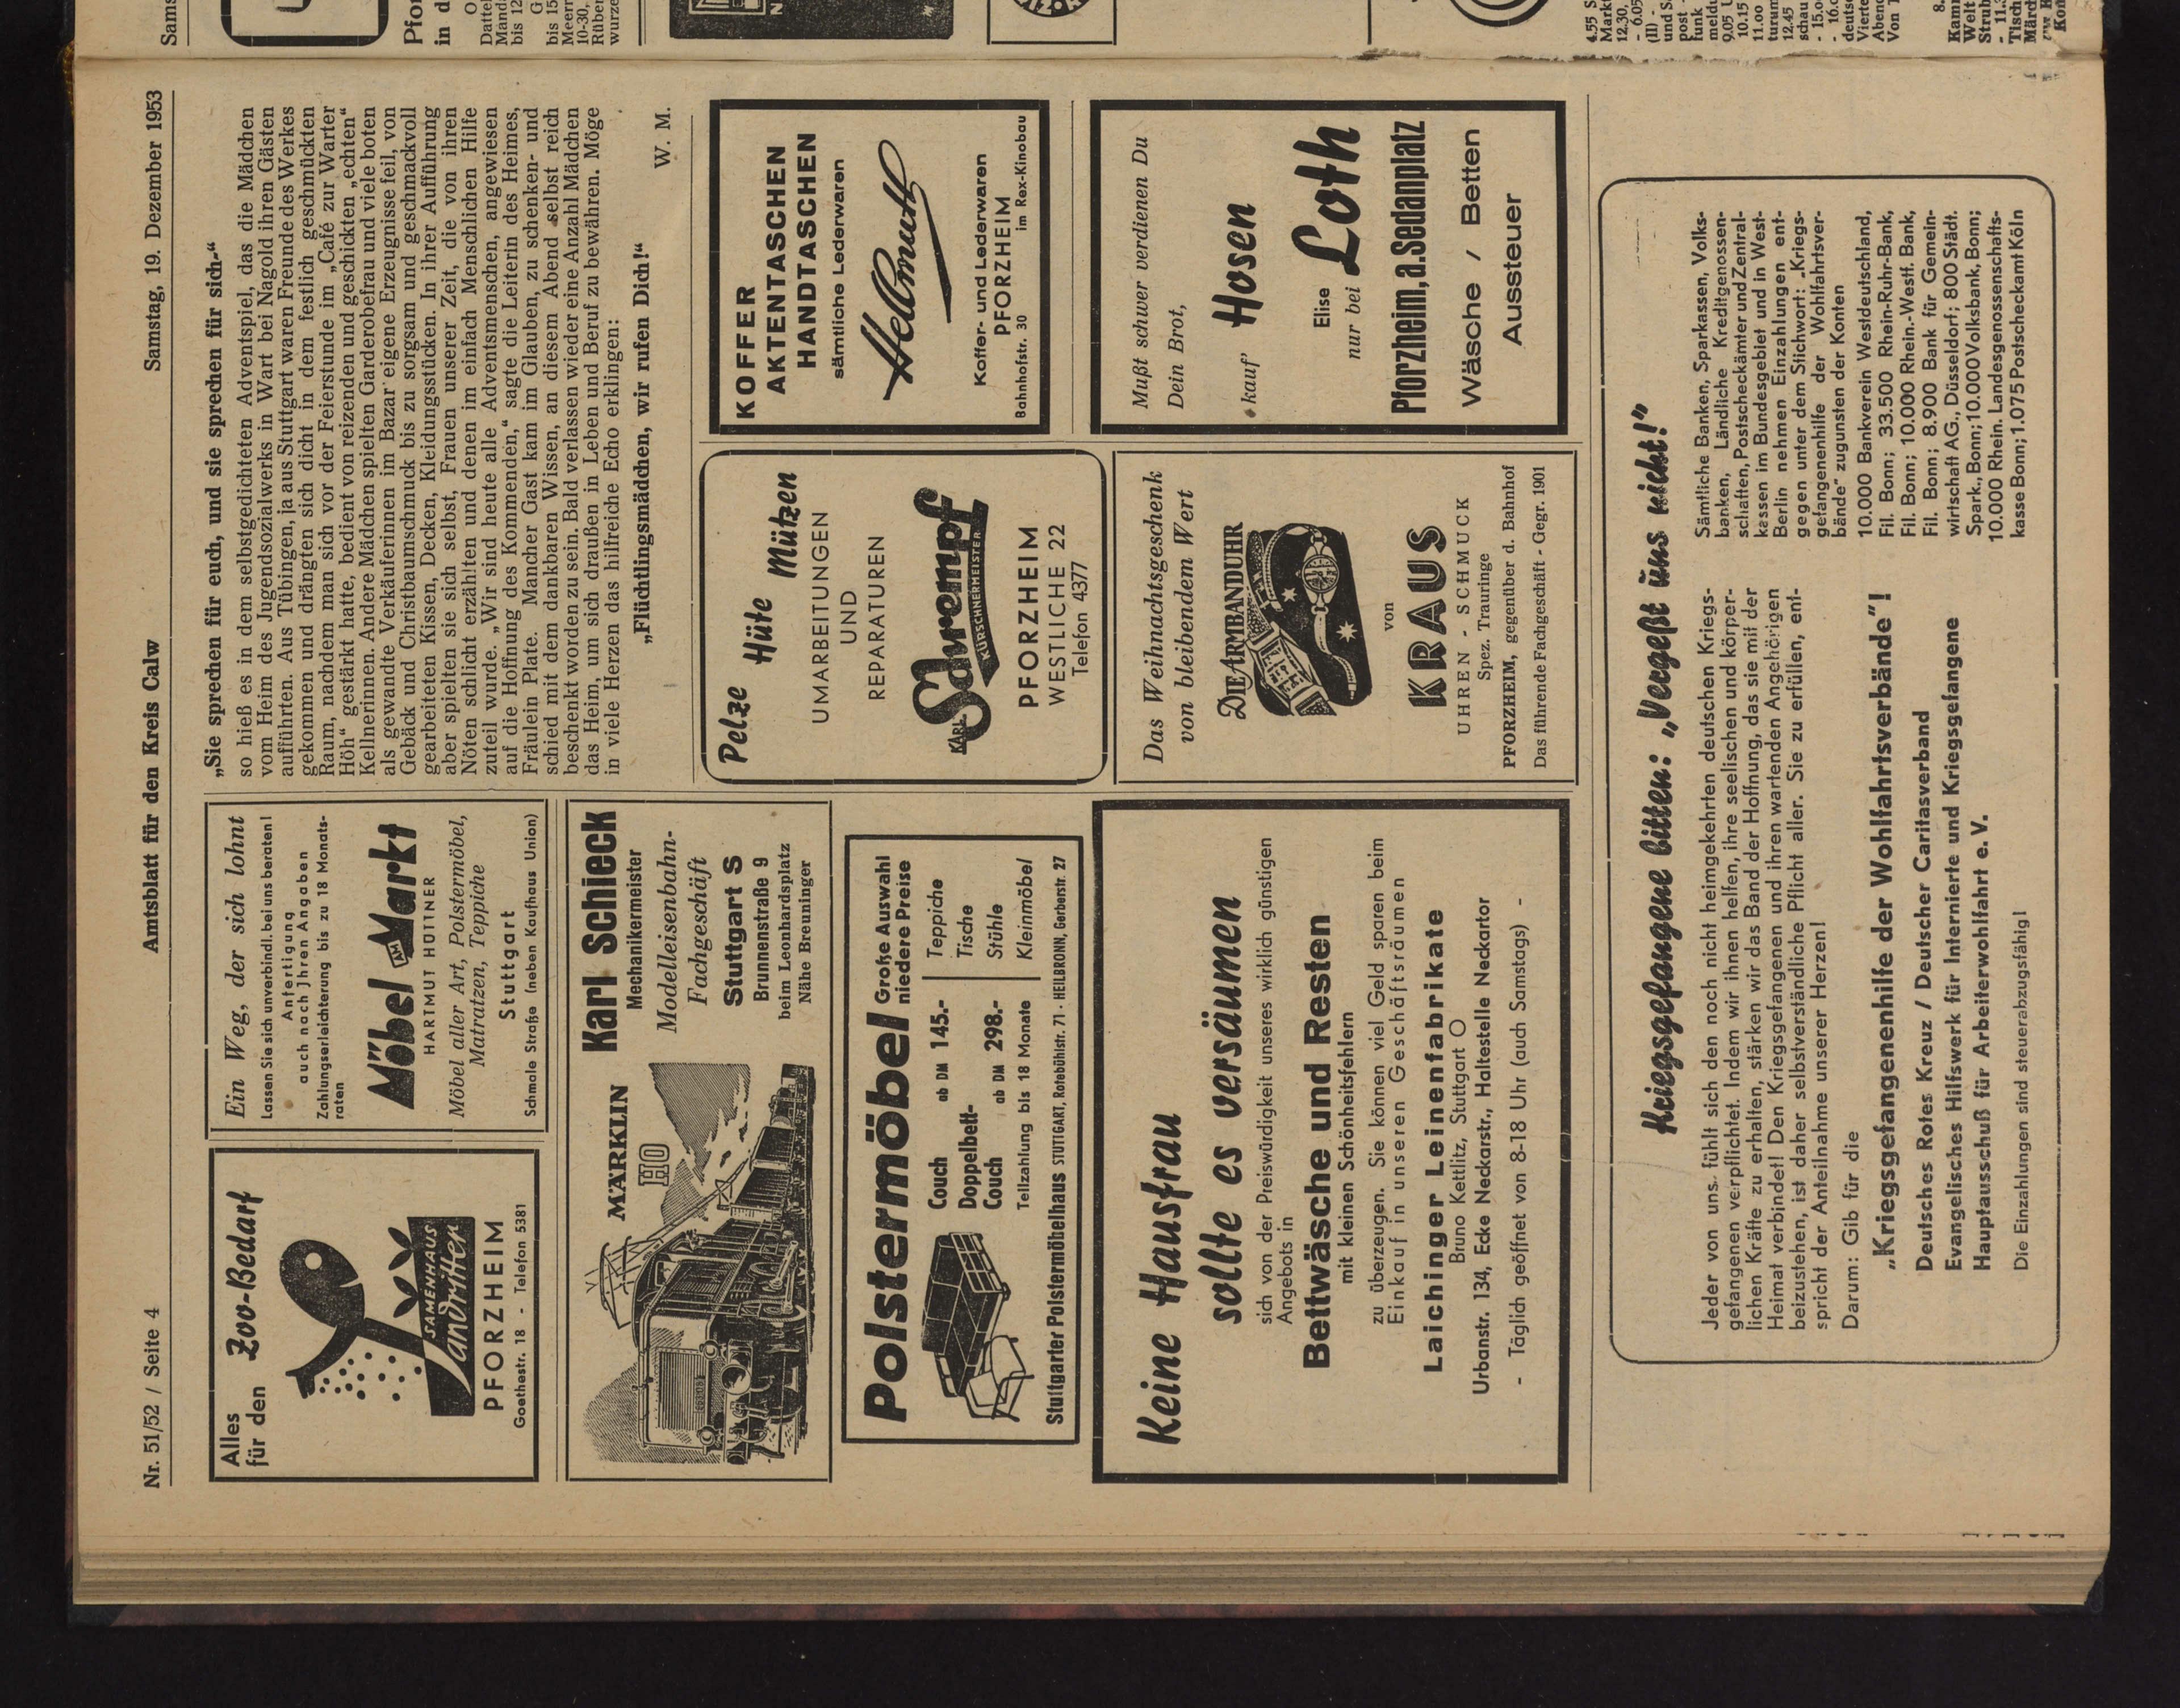 Nr. 51/52 / Seite 4
Amtsblatt für den Kreis Calw
Samstag, 19. Dezember 1953
Alles
für den Zoo-Bedarf
SAMENHAUS
PFORZHEIM
Goethestr. 18 - Telefon 5381
Ein Weg, der sich lohnt
Lassen Sie sich unverbindl. bei uns beraten!
Anfertigung
auch nach Jhren Angaben
Zahlungserleichterung bis zu 18 Monats-
raten
Möbel AM Markt
HARTMUT HÜTTNER
Möbel aller Art, Polstermöbel,
Matratzen, Teppiche
Stuttgart
Schmale Straße (neben Kaufhaus Union)
MÄRKLIN
HO
Karl Schieck
Mechanikermeister
Modelleisenbahn-
Fachgeschäft
Stuttgart S
Brunnenstraße 9
beim Leonhardsplatz
Nähe Breuninger
Polstermöbel
Große Auswahl
niedere Preise
Couch ab DM 145.-
Doppelbett-
Couch ab DM 298.-
Teilzahlung bis 18 Monate
Teppiche
Tische
Stühle
Kleinmöbel
Stuttgarter Polstermöbelhaus STUTTGART, Rotebühlstr. 71 · HEILBRONN, Gerberstr. 27
Keine Hausfrau
sollte es versäumen
sich von der Preiswürdigkeit unseres wirklich günstigen
Angebots in
Bettwäsche und Resten
mit kleinen Schönheitsfehlern
zu überzeugen. Sie können viel Geld sparen beim
Einkauf in unseren Geschäftsräumen
Laichinger Leinenfabrikate
Bruno Kettlitz, Stuttgart O
Urbanstr. 134, Ecke Neckarstr., Haltestelle Neckartor
- Täglich geöffnet von 8-18 Uhr (auch Samstags) -
„Sie sprechen für euch, und sie sprechen für sich.“
so hieß es in dem selbstgedichteten Adventspiel, das die Mädchen
vom Heim des Jugendsozialwerks in Wart bei Nagold ihren Gästen
aufführten. Aus Tübingen, ja aus Stuttgart waren Freunde des Werkes
gekommen und drängten sich dicht in dem festlich geschmückten
Raum, nachdem man sich vor der Feierstunde im „Café zur Warter
Höh“ gestärkt hatte, bedient von reizenden und geschickten „echten“
Kellnerinnen. Andere Mädchen spielten Garderobefrau und viele boten
als gewandte Verkäuferinnen im Bazar eigene Erzeugnisse feil, von
Gebäck und Christbaumschmuck bis zu sorgsam und geschmackvoll
gearbeiteten Kissen, Decken, Kleidungsstücken. In ihrer Aufführung
aber spielten sie sich selbst, Frauen unserer Zeit, die von ihren
Nöten schlicht erzählten und denen im einfach Menschlichen Hilfe
zuteil wurde. „Wir sind heute alle Adventsmenschen, angewiesen
auf die Hoffnung des Kommenden,“ sagte die Leiterin des Heimes,
Fräulein Plate. Mancher Gast kam im Glauben, zu schenken- und
schied mit dem dankbaren Wissen, an diesem Abend selbst reich
beschenkt worden zu sein. Bald verlassen wieder eine Anzahl Mädchen
das Heim, um sich draußen in Leben und Beruf zu bewähren. Möge
in viele Herzen das hilfreiche Echo erklingen:
„Flüchtlingsmädchen, wir rufen Dich!“
W. M.
Pelze Hüte Mützen
UMARBEITUNGEN
UND
REPARATUREN
KARL Schrempf
KÜRSCHNERMEISTER
PFORZHEIM
WESTLICHE 22
Telefon 4377
KOFFER
AKTENTASCHEN
HANDTASCHEN
sämtliche Lederwaren
Hellmuth
Koffer- und Lederwaren
PFORZHEIM
Bahnhofstr. 30 im Rex-Kinobau
Das Weihnachtsgeschenk
von bleibendem Wert
DIE ARMBANDUHR
von
KRAUS
UHREN - SCHMUCK
Spez. Trauringe
PFORZHEIM, gegenüber d. Bahnhof
Das führende Fachgeschäft - Gegr. 1901
Mußt schwer verdienen Du
Dein Brot,
kauf' Hosen
Elise
nur bei Loth
Pforzheim, a. Sedanplatz
Wäsche / Betten
Aussteuer
Kriegsgefangene bitten: „Vergeßt uns nicht!“
Jeder von uns fühlt sich den noch nicht heimgekehrten deutschen Kriegs-
gefangenen verpflichtet. Indem wir ihnen helfen, ihre seelischen und körper-
lichen Kräfte zu erhalten, stärken wir das Band der Hoffnung, das sie mit der
Heimat verbindet! Den Kriegsgefangenen und ihren wartenden Angehörigen
beizustehen, ist daher selbstverständliche Pflicht aller. Sie zu erfüllen, ent-
spricht der Anteilnahme unserer Herzen!
Darum: Gib für die
„Kriegsgefangenenhilfe der Wohlfahrtsverbände“!
Deutsches Rotes Kreuz / Deutscher Caritasverband
Evangelisches Hilfswerk für Internierte und Kriegsgefangene
Hauptausschuß für Arbeiterwohlfahrt e. V.
Die Einzahlungen sind steuerabzugsfähig!
Sämtliche Banken, Sparkassen, Volks-
banken, Ländliche Kreditgenossen-
schaften, Postscheckämter und Zentral-
kassen im Bundesgebiet und in West-
Berlin nehmen Einzahlungen ent-
gegen unter dem Stichwort: „Kriegs-
gefangenenhilfe der Wohlfahrtsver-
bände“ zugunsten der Konten
10.000 Bankverein Westdeutschland,
Fil. Bonn; 33.500 Rhein-Ruhr-Bank,
Fil. Bonn; 10.000 Rhein.-Westf. Bank,
Fil. Bonn; 8.900 Bank für Gemein-
wirtschaft AG., Düsseldorf; 800 Städt.
Spark., Bonn; 10.000 Volksbank, Bonn;
10.000 Rhein. Landesgenossenschafts-
kasse Bonn; 1.075 Postscheckamt Köln